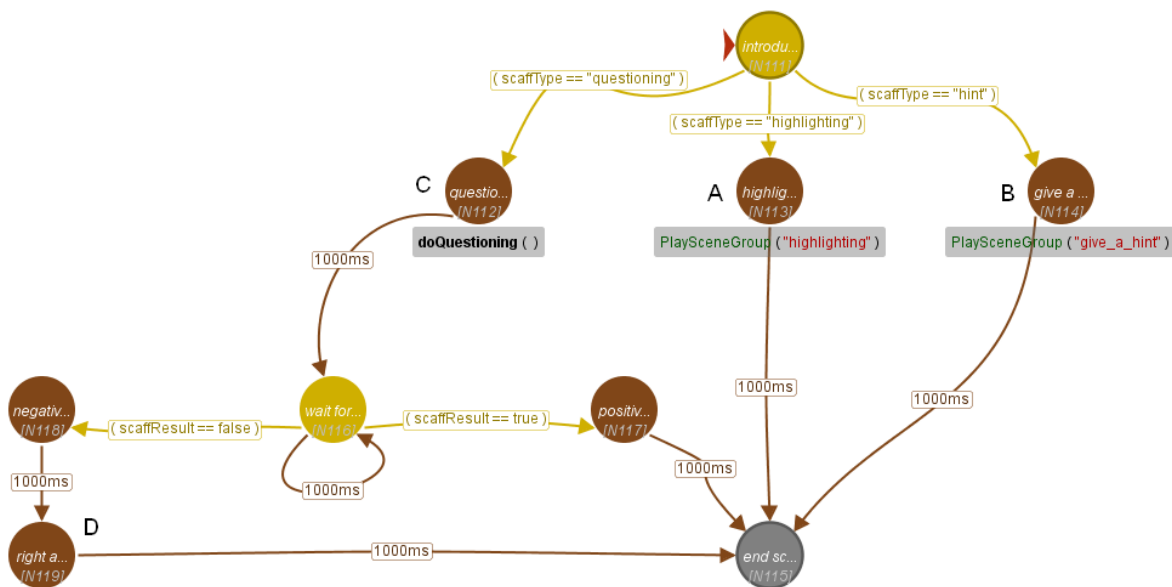 introdu...
[N111]
( scaffType == "questioning" )
( scaffType == "hint" )
( scaffType == "highlighting" )
C
questio...
[N112]
A
highlig...
[N113]
B
give a ...
[N114]
doQuestioning ( )
PlaySceneGroup ( "highlighting" )
PlaySceneGroup ( "give_a_hint" )
1000ms
negativ...
[N118]
( scaffResult == false )
wait for...
[N116]
( scaffResult == true )
positiv...
[N117]
1000ms
1000ms
1000ms
1000ms
1000ms
D
right a...
[N119]
1000ms
end sc...
[N115]